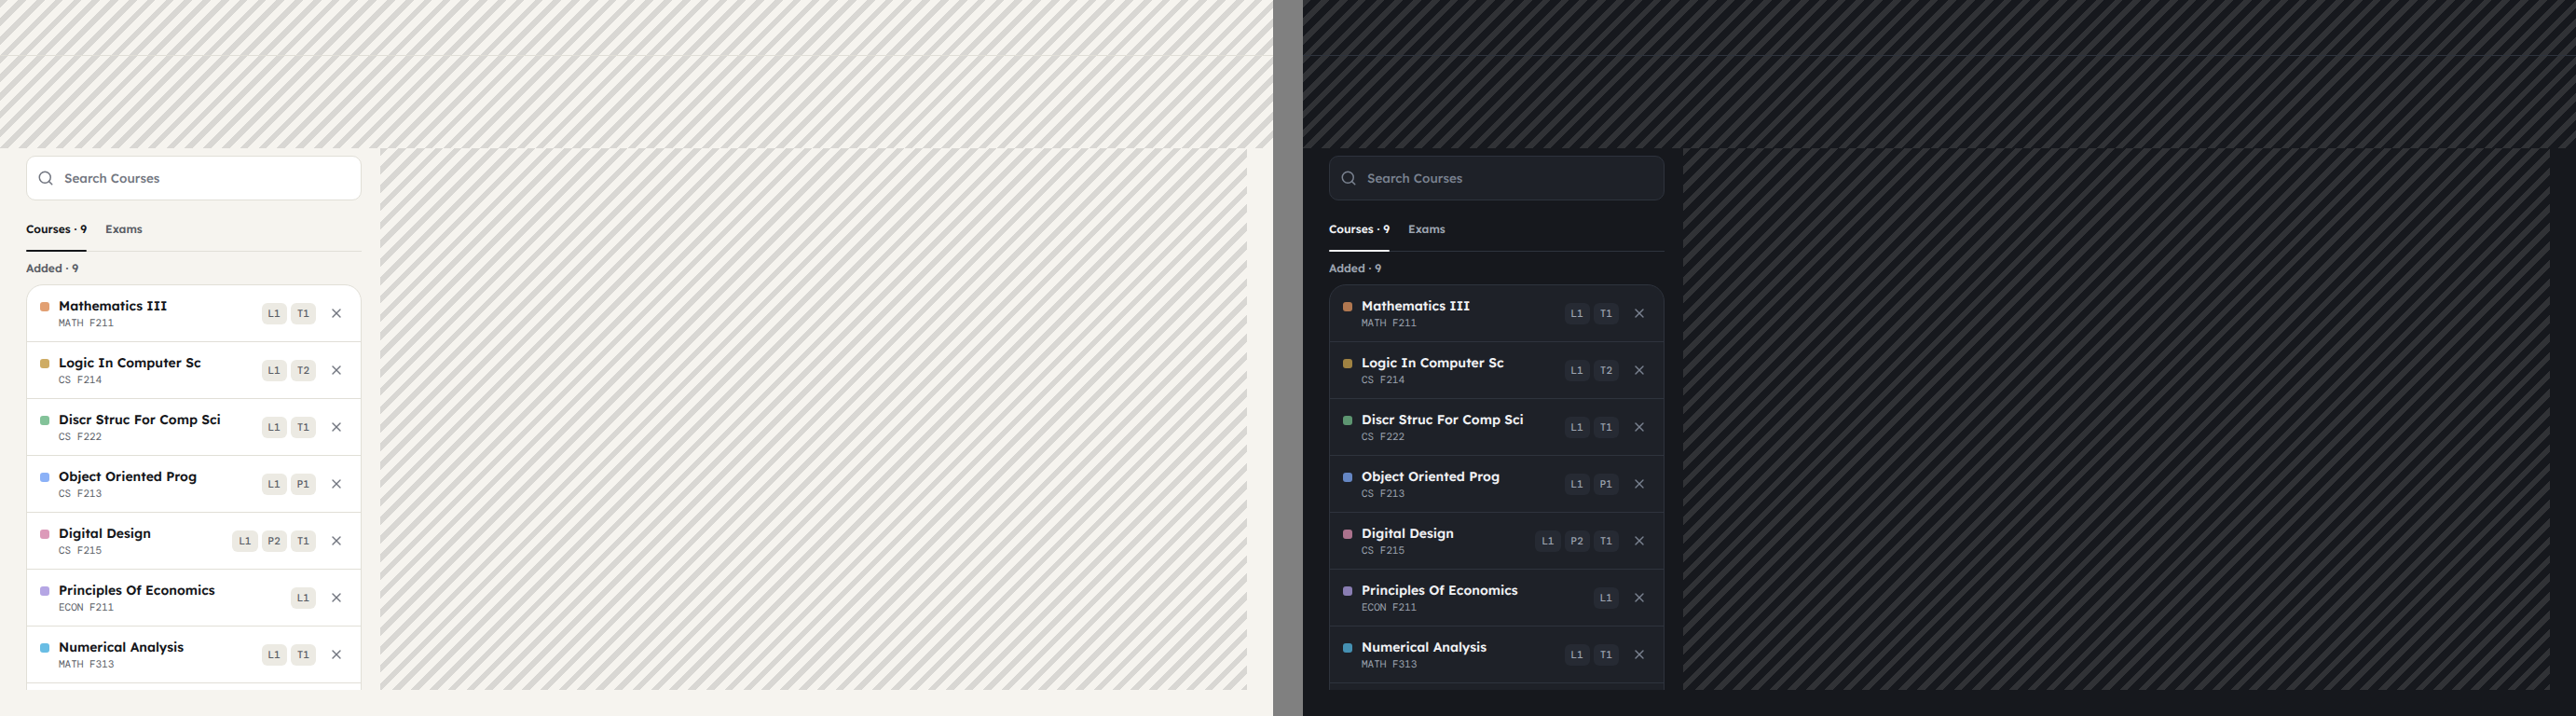 Search Courses
Courses · 9 Exams
Added · 9
Mathematics III L1 T1
MATH F211
Logic In Computer Sc L1 T2
CS F214
Discr Struc For Comp Sci L1 T1
CS F222
Object Oriented Prog L1 P1
CS F213
Digital Design L1 P2 T1
CS F215
Principles Of Economics L1
ECON F211
Numerical Analysis L1 T1
MATH F313
Search Courses
Courses · 9 Exams
Added · 9
Mathematics III L1 T1
MATH F211
Logic In Computer Sc L1 T2
CS F214
Discr Struc For Comp Sci L1 T1
CS F222
Object Oriented Prog L1 P1
CS F213
Digital Design L1 P2 T1
CS F215
Principles Of Economics L1
ECON F211
Numerical Analysis L1 T1
MATH F313